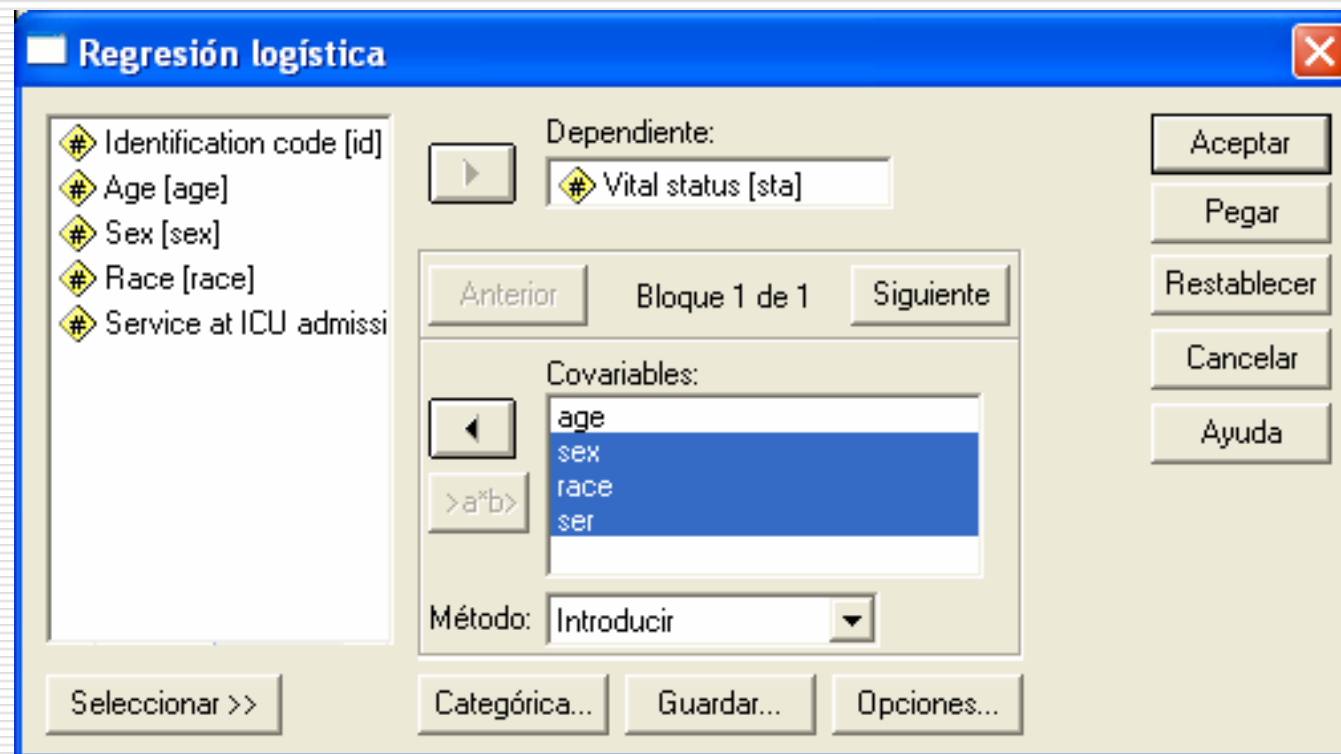 Regresión logística
Identification code [id]
Age [age]
Sex [sex]
Race [race]
Service at ICU admissi
Dependiente:
Vital status [sta]
Anterior
Bloque 1 de 1
Siguiente
Covariables:
age
sex
race
ser
>a*b>
Método:
Introducir
Seleccionar >>
Categórica...
Guardar...
Opciones...
Aceptar
Pegar
Restablecer
Cancelar
Ayuda